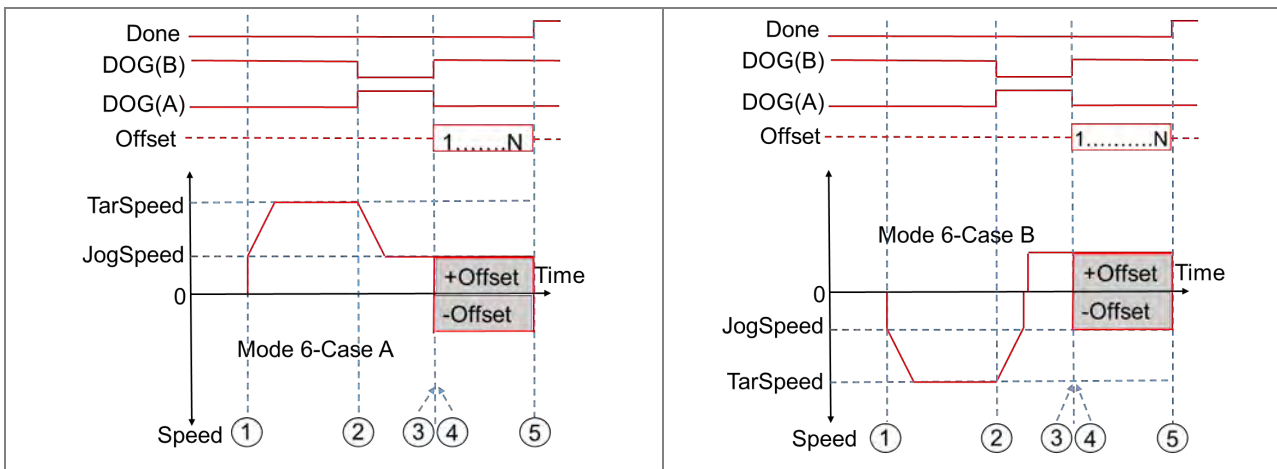 Done
DOG(B)
DOG(A)
Offset
1.......N
TarSpeed
JogSpeed
+Offset
Time
0
-Offset
Mode 6-Case A
Speed
1
2
3
4
5
Done
DOG(B)
DOG(A)
Offset
1..........N
Mode 6-Case B
+Offset
Time
0
-Offset
JogSpeed
TarSpeed
Speed
1
2
3
4
5